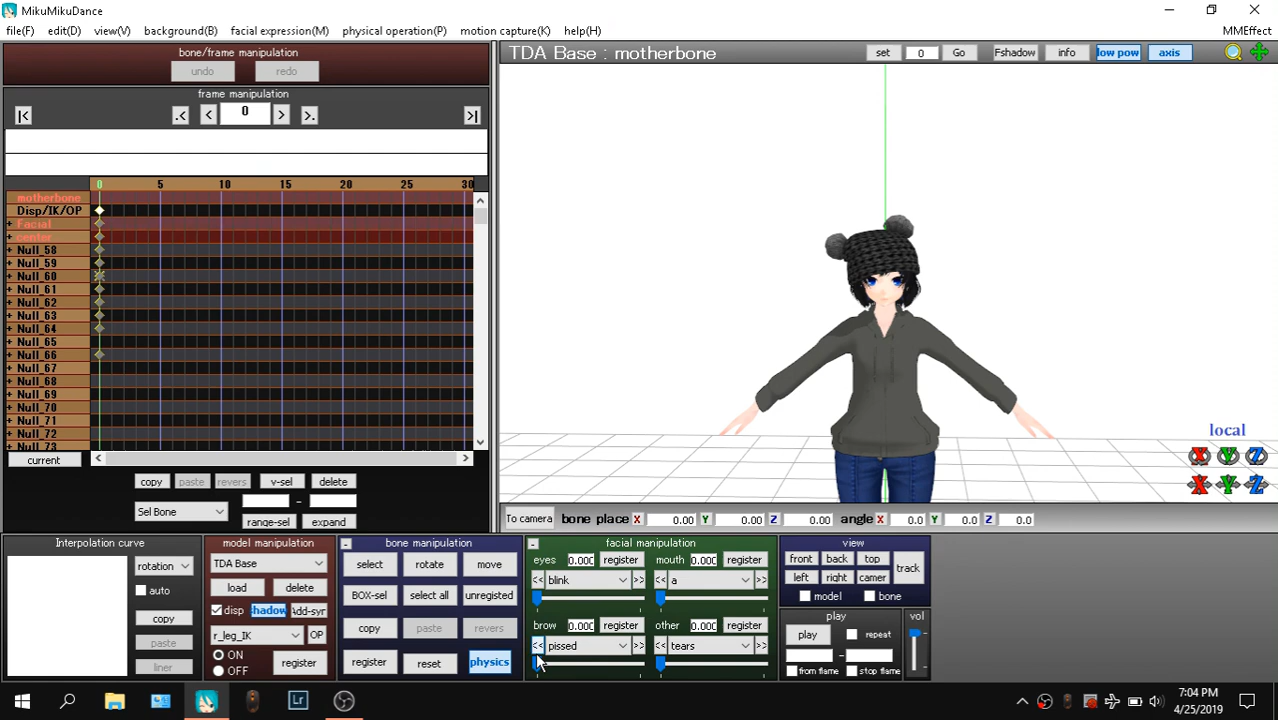 MikuMikuDance
file(F) edit(D) view(V) background(B) facial expression(M) physical operation(P) motion capture(K) help(H) MMEffect
bone/frame manipulation
undo redo
frame manipulation
|< .< < 0 > >. >|
0 5 10 15 20 25 30
motherbone
Disp/IK/OP
+ Facial
+ center
+ Null_58
+ Null_59
+ Null_60
+ Null_61
+ Null_62
+ Null_63
+ Null_64
+ Null_65
+ Null_66
+ Null_67
+ Null_68
+ Null_69
+ Null_70
+ Null_71
+ Null_72
+ Null_73
current
copy paste revers v-sel delete
Sel Bone -
range-sel expand
TDA Base : motherbone set 0 Go Fshadow info low pow axis
local
X Y Z
X Y Z
To camera bone place X 0.00 Y 0.00 Z 0.00 angle X 0.0 Y 0.0 Z 0.0
Interpolation curve
rotation
auto
copy
paste
liner
model manipulation
TDA Base
load delete
disp shadow Add-syn
r_leg_IK OP
ON
OFF
register
bone manipulation
select rotate move
BOX-sel select all unregisted
copy paste revers
register reset physics
facial manipulation
eyes 0.000 register mouth 0.000 register
<< blink >> << a >>
brow 0.000 register other 0.000 register
<< pissed >> << tears >>
view
front back top
left right camer
track
model bone
play
play repeat
-
from flame stop flame
vol
Lr
7:04 PM
4/25/2019